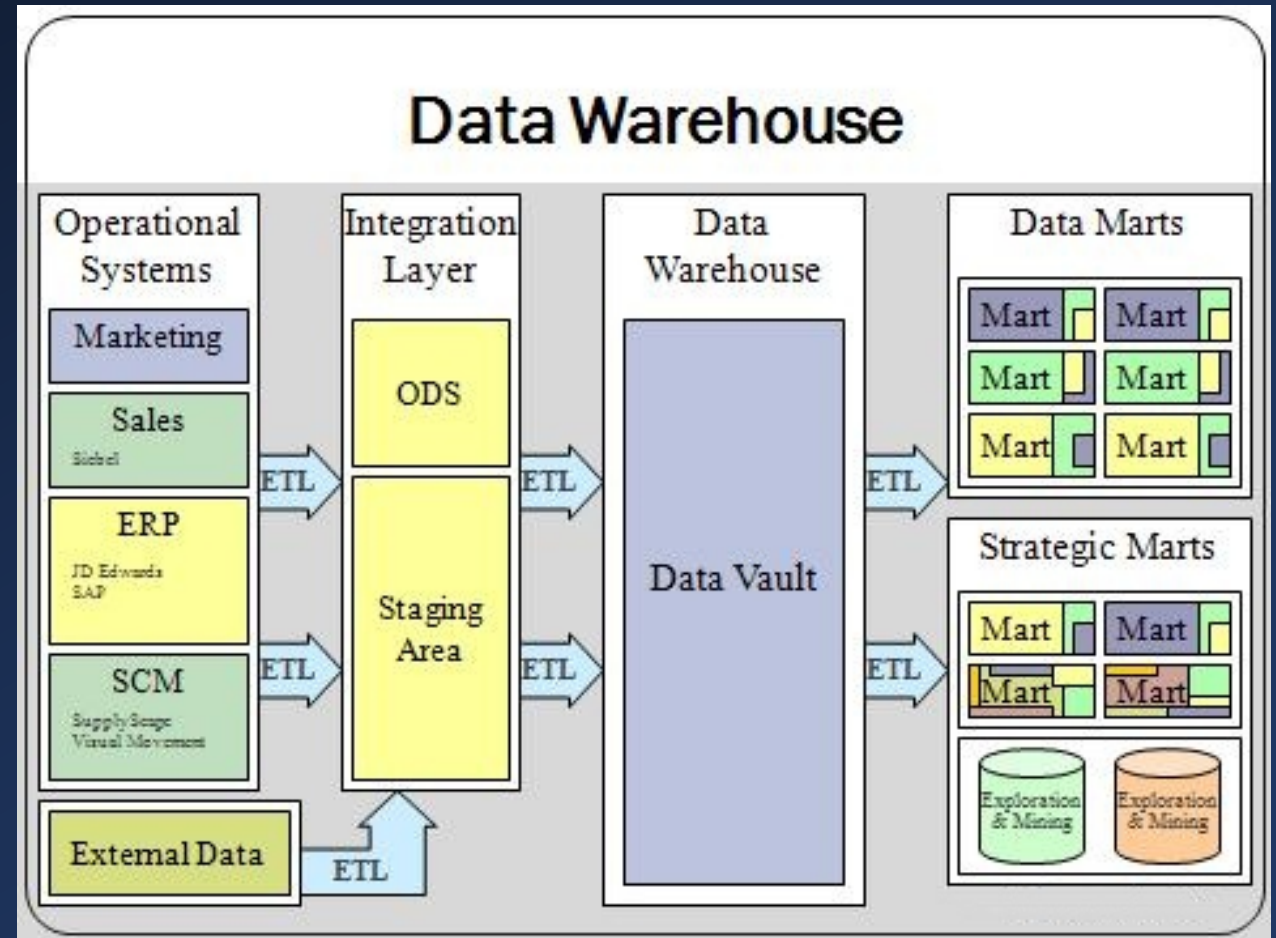 Data Warehouse
Operational
Systems
Marketing
Sales
Siebel
ERP
JD Edwards
SAP
SCM
Visual Movement
External Data
ETL
ETL
ETL
Integration
Layer
ODS
Staging
Area
ETL
ETL
Data
Warehouse
Data Vault
ETL
ETL
Data Marts
Mart Mart
Mart Mart
Mart Mart
Strategic Marts
Mart Mart
Mart Mart
Exploration
& Mining
Exploration
& Mining